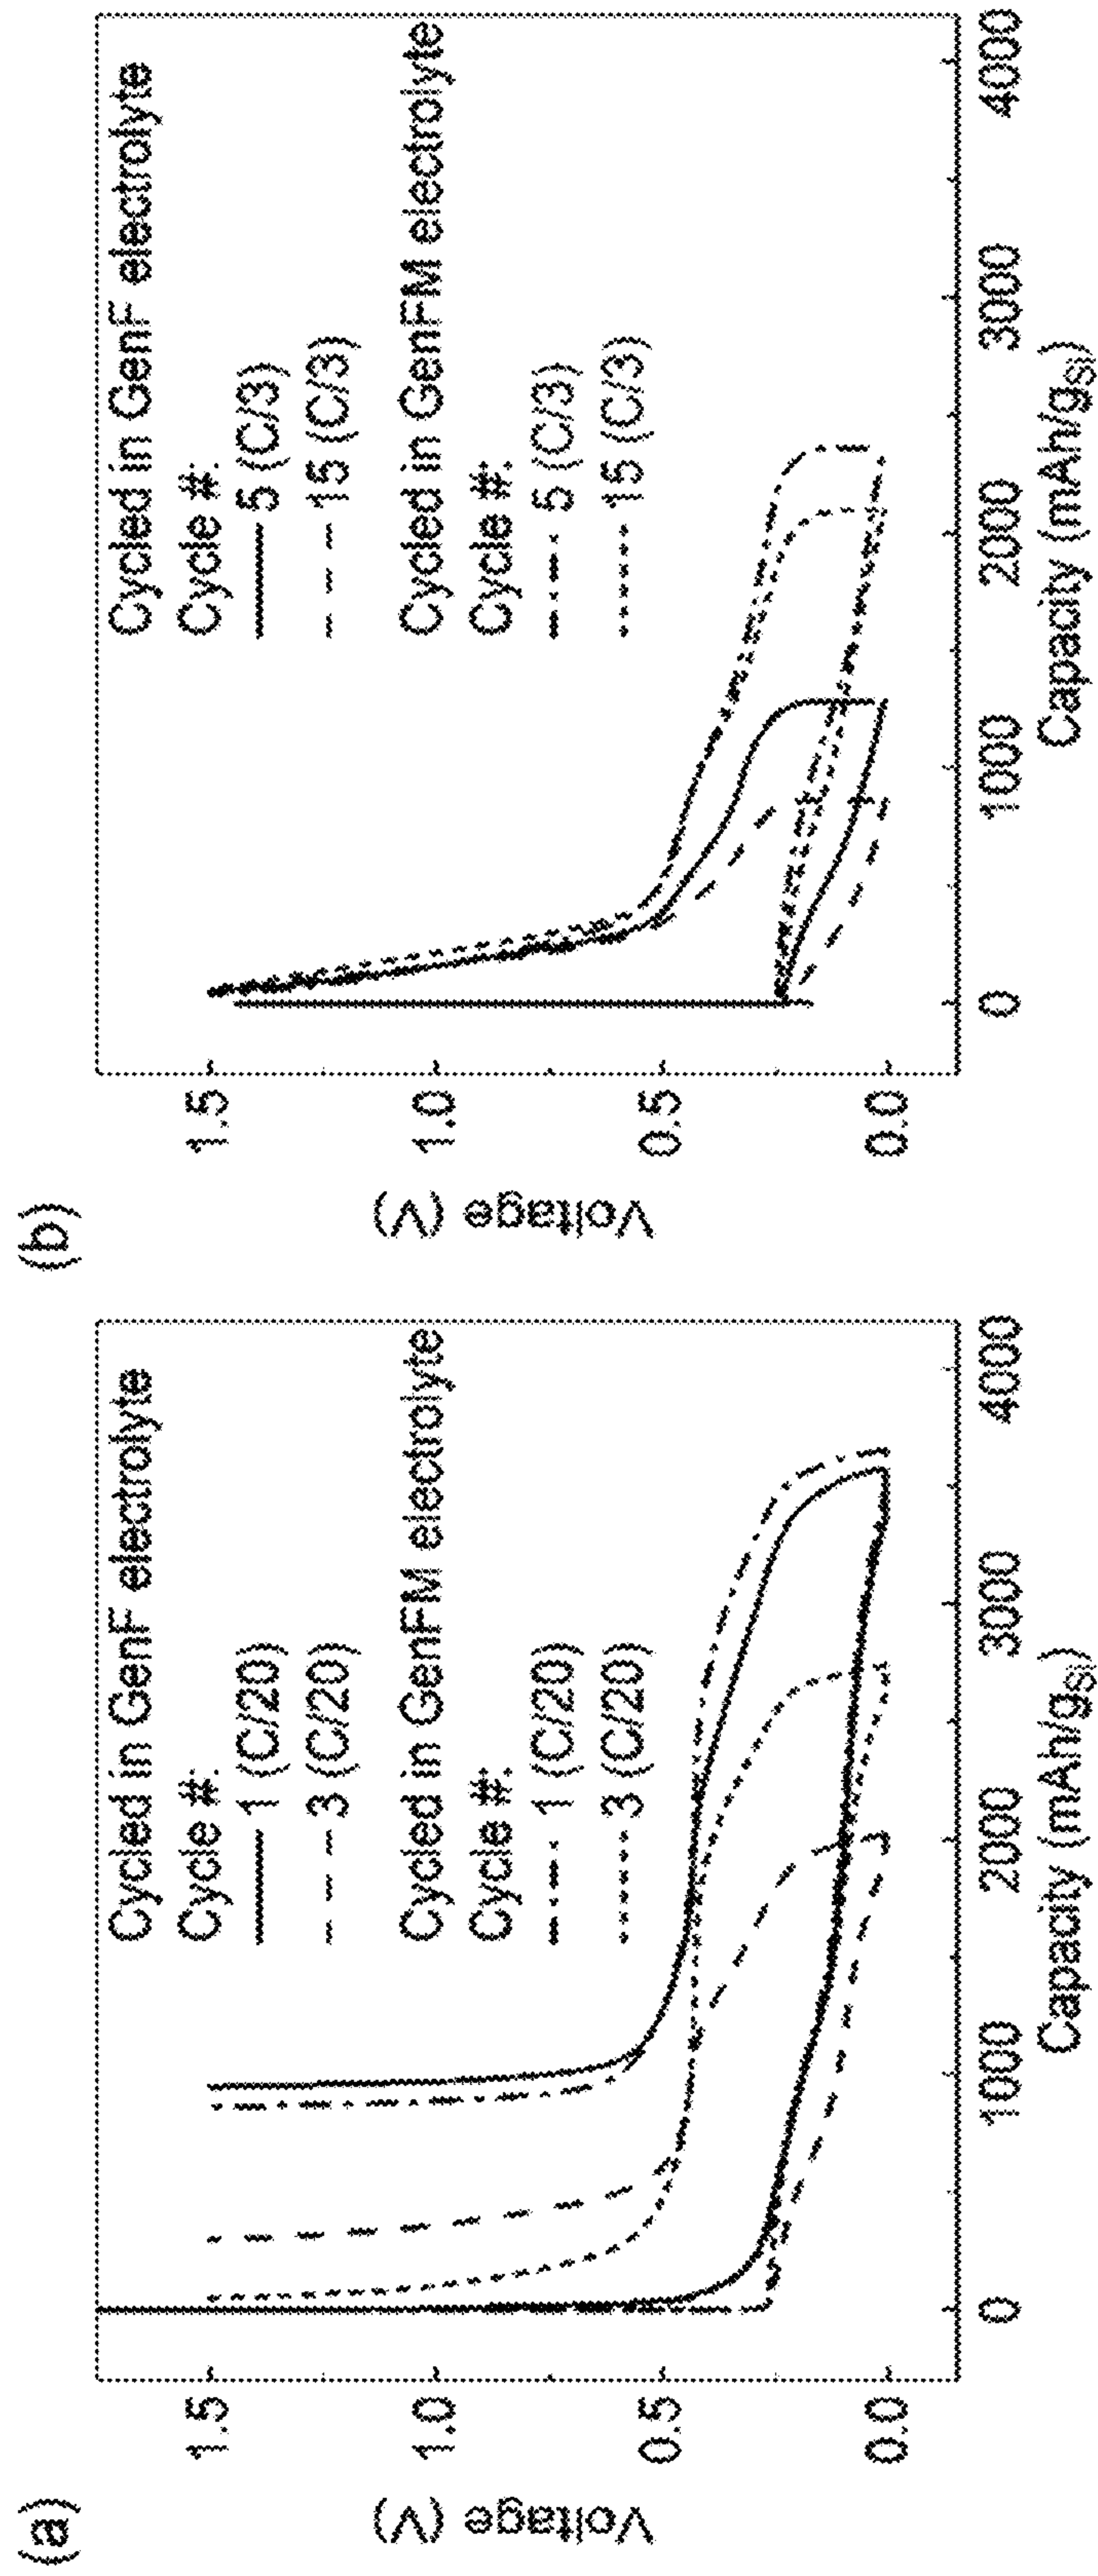 (a)
Voltage (V)
1.5
1.0
0.5
0.0
Cycled in GenF electrolyte
Cycle #:
1 (C/20)
3 (C/20)
Cycled in GenFM electrolyte
Cycle #:
1 (C/20)
3 (C/20)
0 1000 2000 3000 4000
Capacity (mAh/gSi)
(b)
Voltage (V)
1.5
1.0
0.5
0.0
Cycled in GenF electrolyte
Cycle #:
5 (C/3)
15 (C/3)
Cycled in GenFM electrolyte
Cycle #:
5 (C/3)
15 (C/3)
0 1000 2000 3000 4000
Capacity (mAh/gSi)